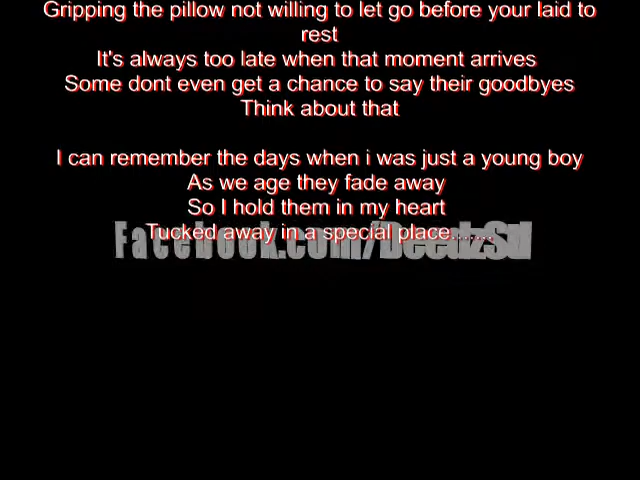 Gripping the pillow not willing to let go before your laid to
rest
It's always too late when that moment arrives
Some dont even get a chance to say their goodbyes
Think about that
I can remember the days when i was just a young boy
As we age they fade away
So I hold them in my heart
Tucked away in a special place.......
Facebook.com/